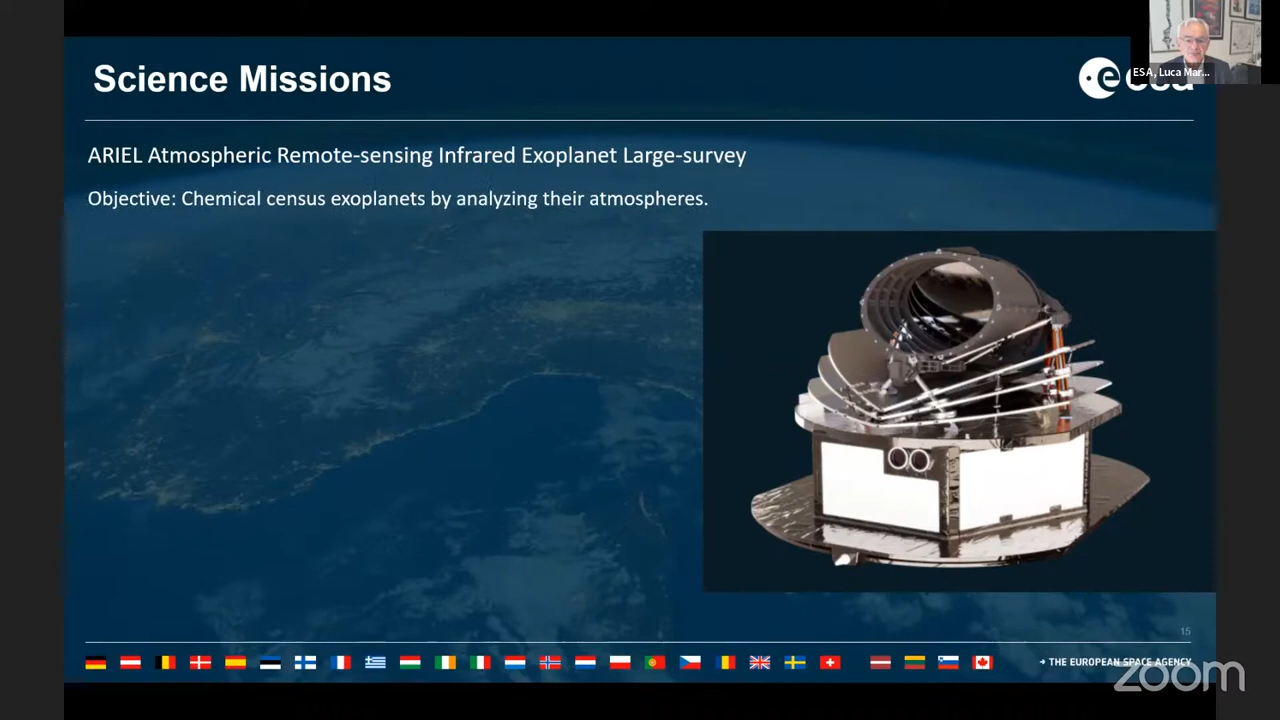 Science Missions
ESA, Luca Mar...
ARIEL Atmospheric Remote-sensing Infrared Exoplanet Large-survey
Objective: Chemical census exoplanets by analyzing their atmospheres.
15
→ THE EUROPEAN SPACE AGENCY
zoom